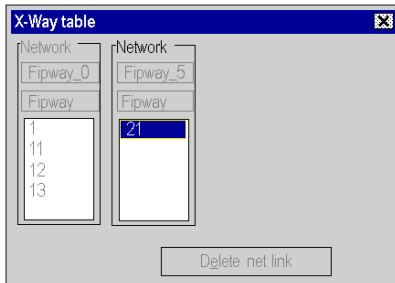 X-Way table
Network
Fipway_0
Fipway
1
11
12
13
Network
Fipway_5
Fipway
21
Delete net link